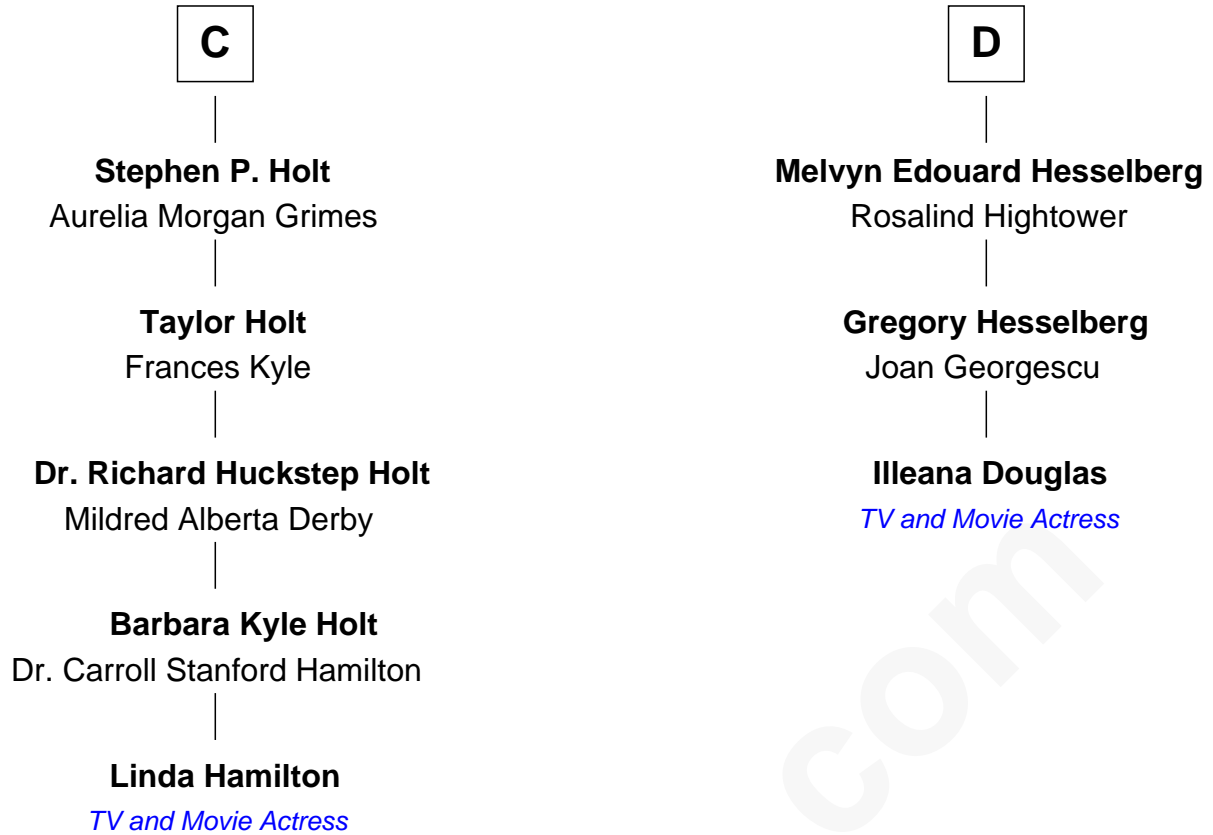 C
Stephen P. Holt
Aurelia Morgan Grimes
Taylor Holt
Frances Kyle
Dr. Richard Huckstep Holt
Mildred Alberta Derby
Barbara Kyle Holt
Dr. Carroll Stanford Hamilton
Linda Hamilton
TV and Movie Actress
D
Melvyn Edouard Hesselberg
Rosalind Hightower
Gregory Hesselberg
Joan Georgescu
Illeana Douglas
TV and Movie Actress
com